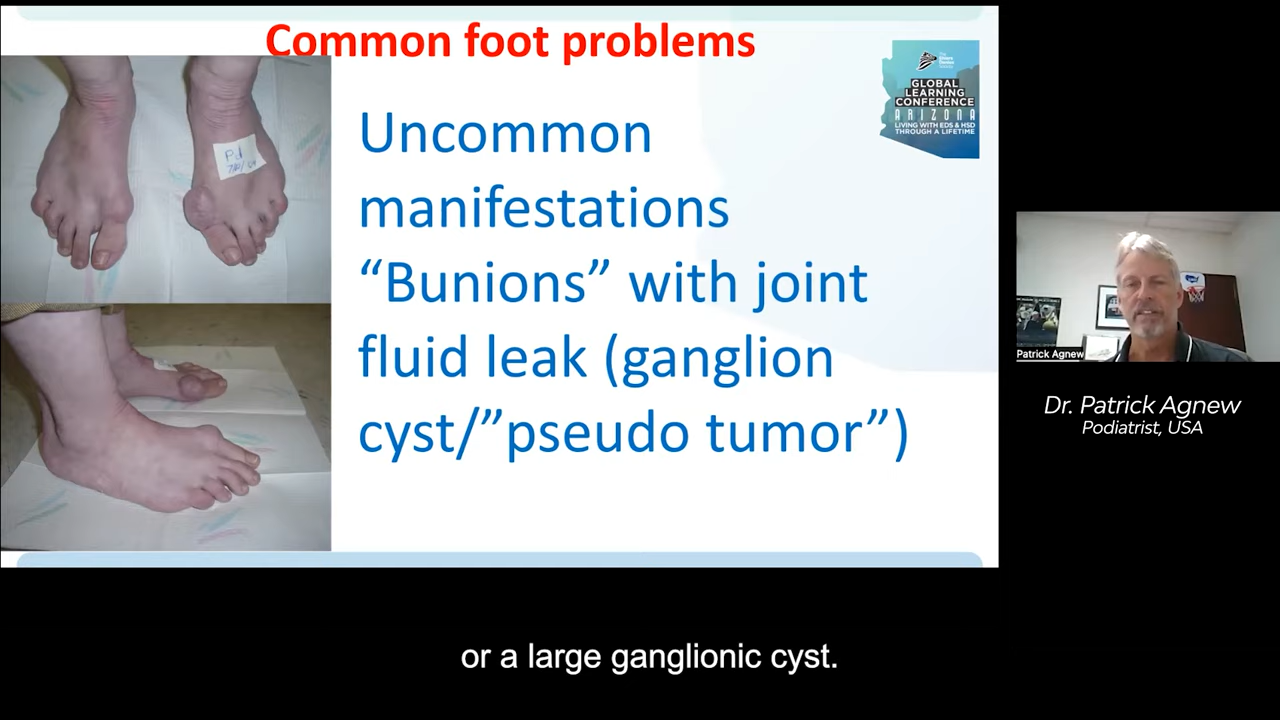 Common foot problems
Uncommon
manifestations
“Bunions” with joint
fluid leak (ganglion
cyst/”pseudo tumor”)
GLOBAL
LEARNING
CONFERENCE
ARIZONA
LIVING WITH EDS & HSD
THROUGH A LIFETIME
Patrick Agnew
Dr. Patrick Agnew
Podiatrist, USA
or a large ganglionic cyst.